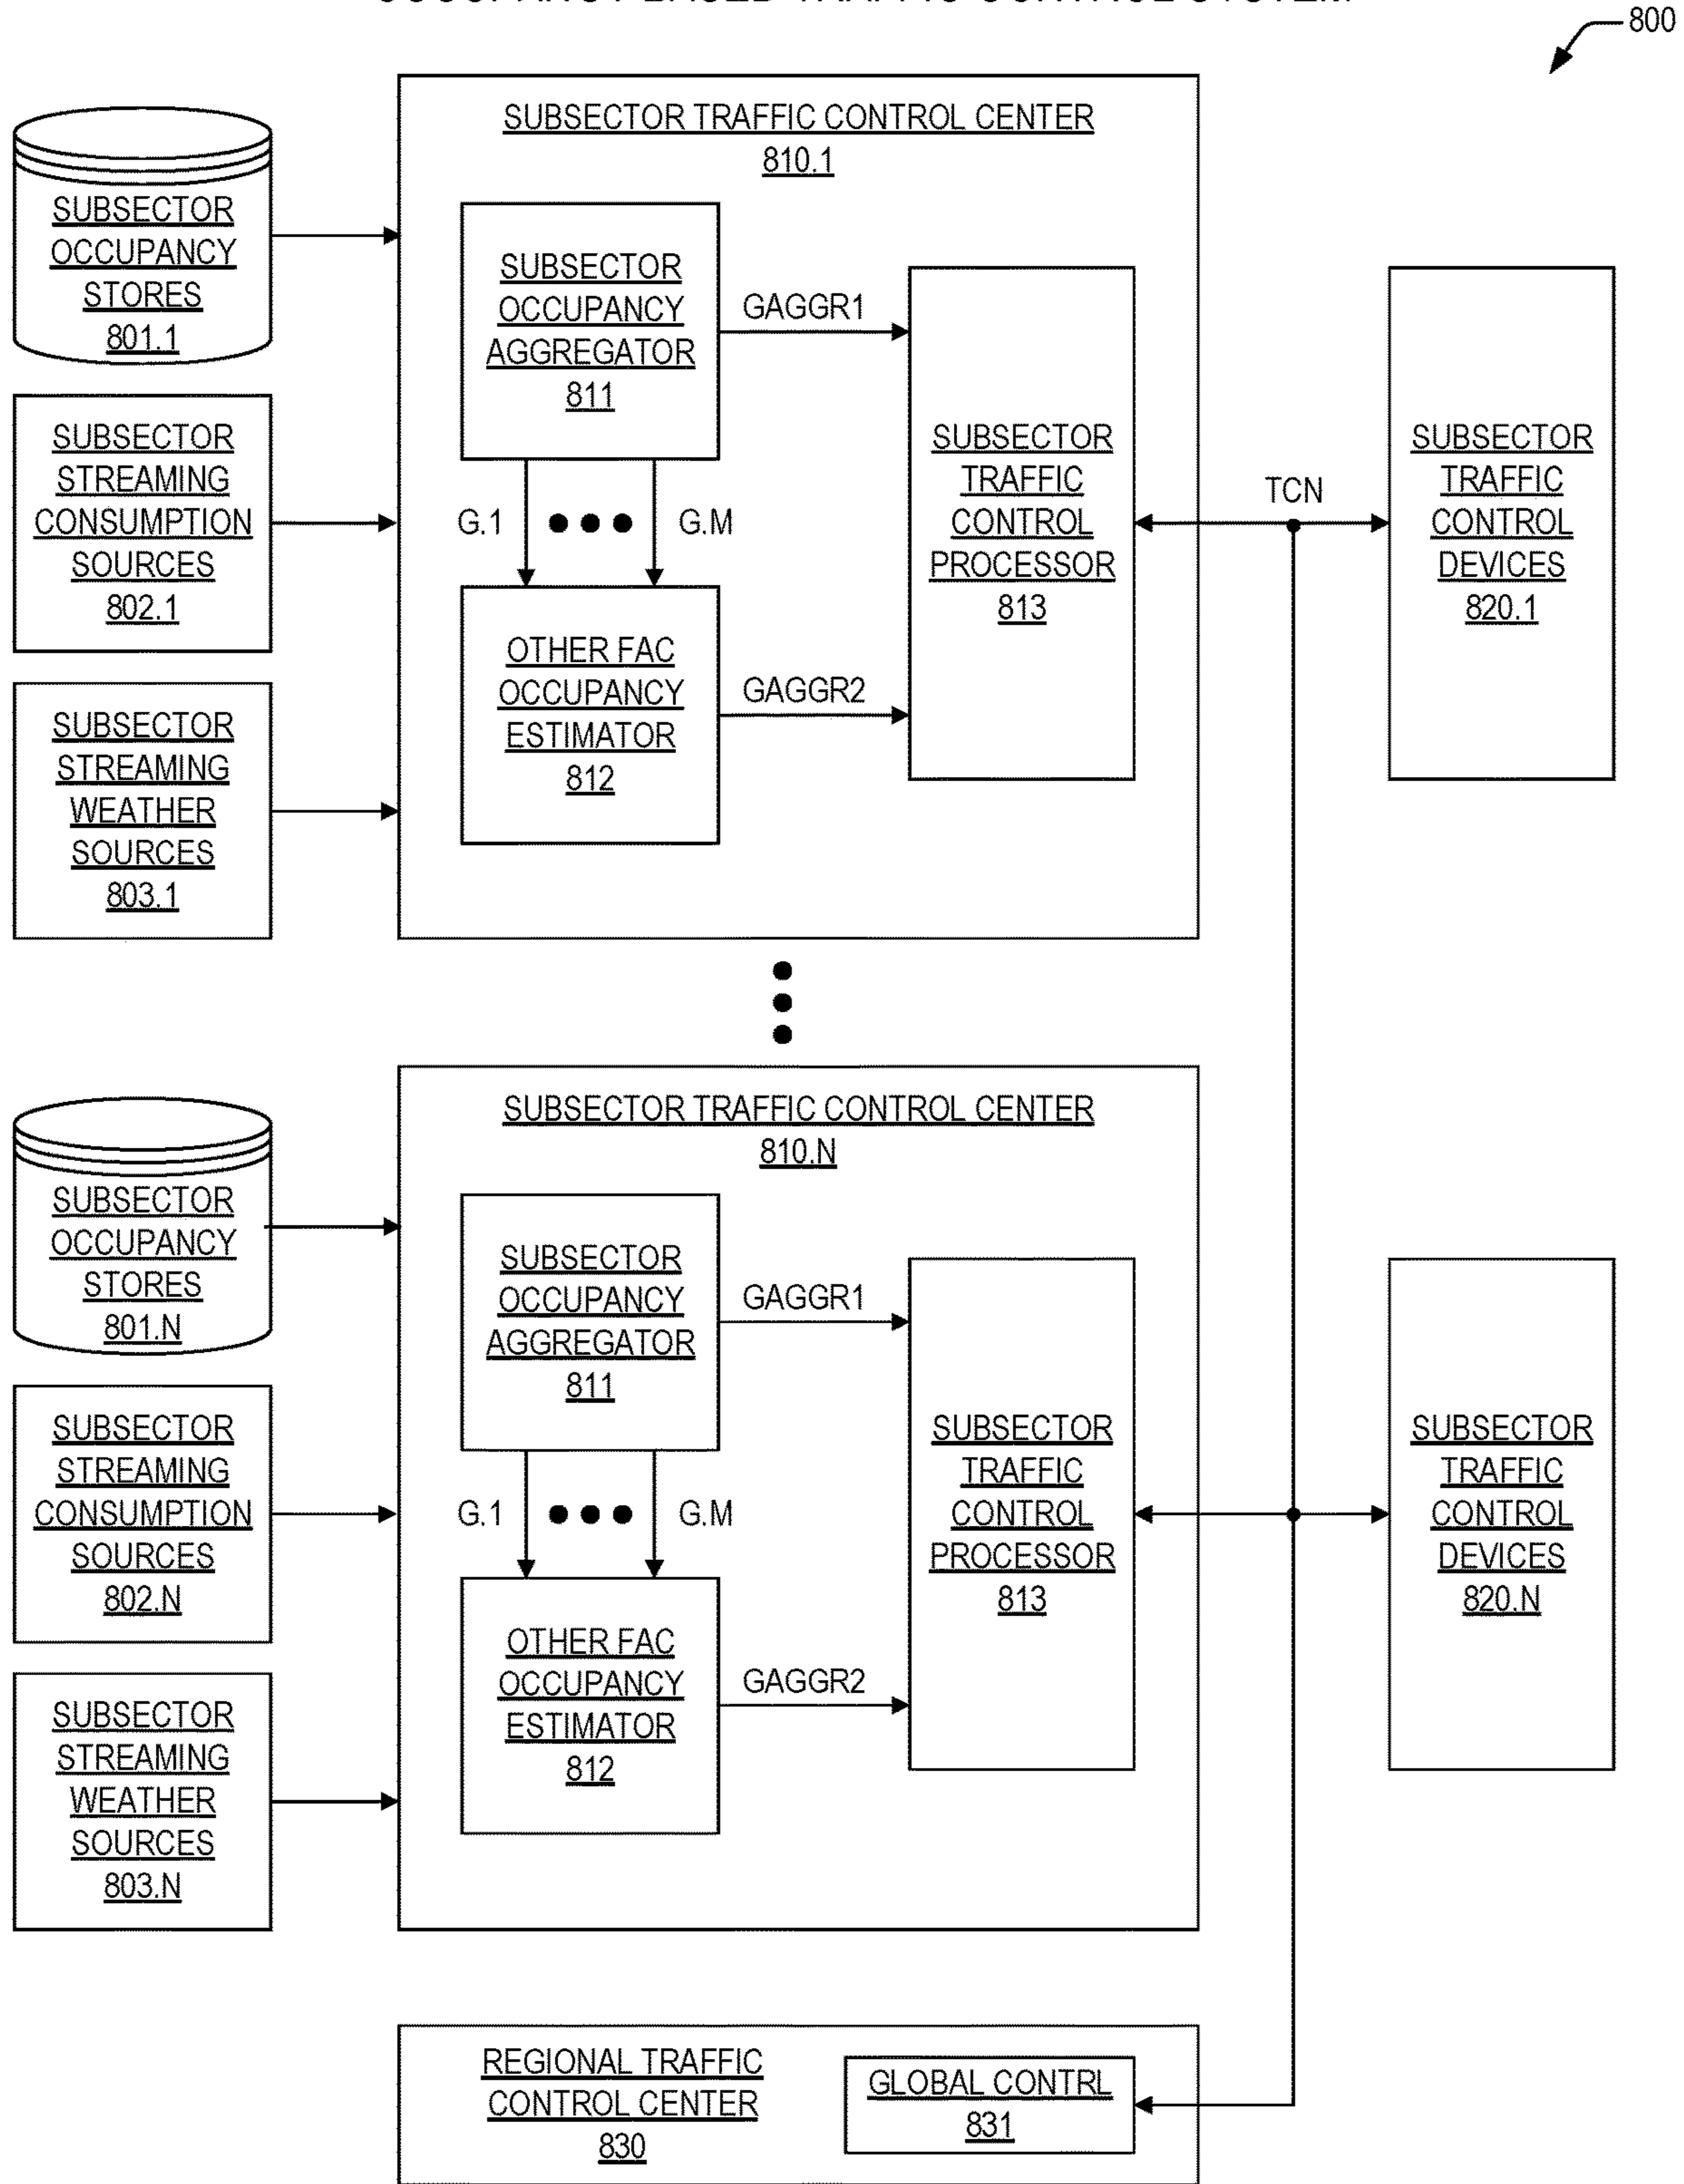 800
SUBSECTOR TRAFFIC CONTROL CENTER
810.1
SUBSECTOR
OCCUPANCY
STORES
801.1
SUBSECTOR
STREAMING
CONSUMPTION
SOURCES
802.1
SUBSECTOR
STREAMING
WEATHER
SOURCES
803.1
SUBSECTOR
OCCUPANCY
AGGREGATOR
811
GAGGR1
G.1
G.M
OTHER FAC
OCCUPANCY
ESTIMATOR
812
GAGGR2
SUBSECTOR
TRAFFIC
CONTROL
PROCESSOR
813
TCN
SUBSECTOR
TRAFFIC
CONTROL
DEVICES
820.1
SUBSECTOR TRAFFIC CONTROL CENTER
810.N
SUBSECTOR
OCCUPANCY
STORES
801.N
SUBSECTOR
STREAMING
CONSUMPTION
SOURCES
802.N
SUBSECTOR
STREAMING
WEATHER
SOURCES
803.N
SUBSECTOR
OCCUPANCY
AGGREGATOR
811
GAGGR1
G.1
G.M
OTHER FAC
OCCUPANCY
ESTIMATOR
812
GAGGR2
SUBSECTOR
TRAFFIC
CONTROL
PROCESSOR
813
SUBSECTOR
TRAFFIC
CONTROL
DEVICES
820.N
REGIONAL TRAFFIC
CONTROL CENTER
830
GLOBAL CONTRL
831